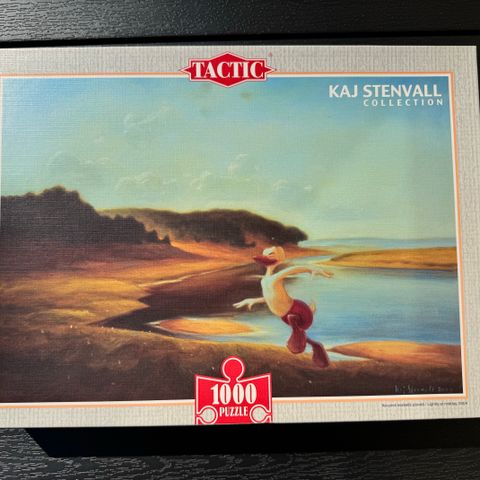 TACTIC
KAJ STENVALL
COLLECTION
1000
PUZZLE